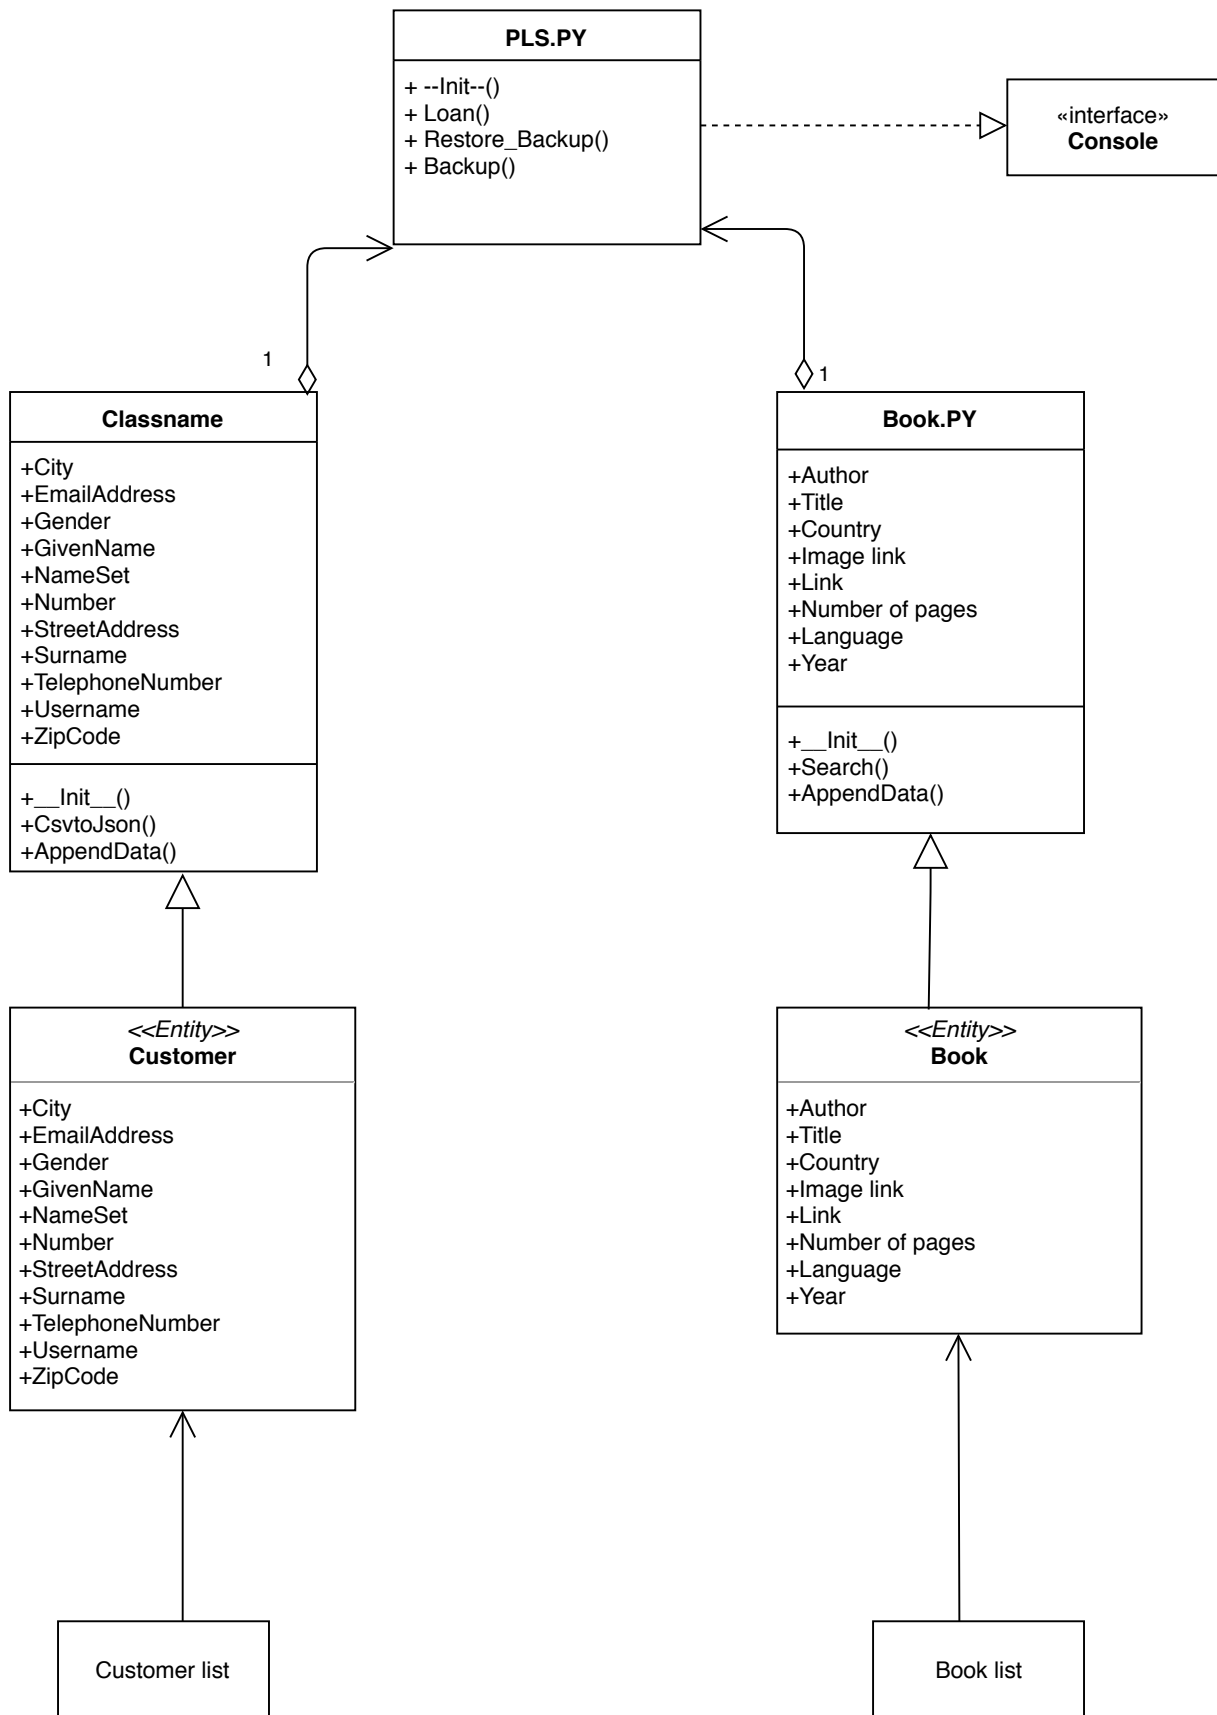 PLS.PY
+ --Init--()
+ Loan()
+ Restore_Backup()
+ Backup()
«interface»
Console
1
1
Classname
+City
+EmailAddress
+Gender
+GivenName
+NameSet
+Number
+StreetAddress
+Surname
+TelephoneNumber
+Username
+ZipCode
+__Init__()
+CsvtoJson()
+AppendData()
Book.PY
+Author
+Title
+Country
+Image link
+Link
+Number of pages
+Language
+Year
+__Init__()
+Search()
+AppendData()
<<Entity>>
Customer
+City
+EmailAddress
+Gender
+GivenName
+NameSet
+Number
+StreetAddress
+Surname
+TelephoneNumber
+Username
+ZipCode
<<Entity>>
Book
+Author
+Title
+Country
+Image link
+Link
+Number of pages
+Language
+Year
Customer list
Book list